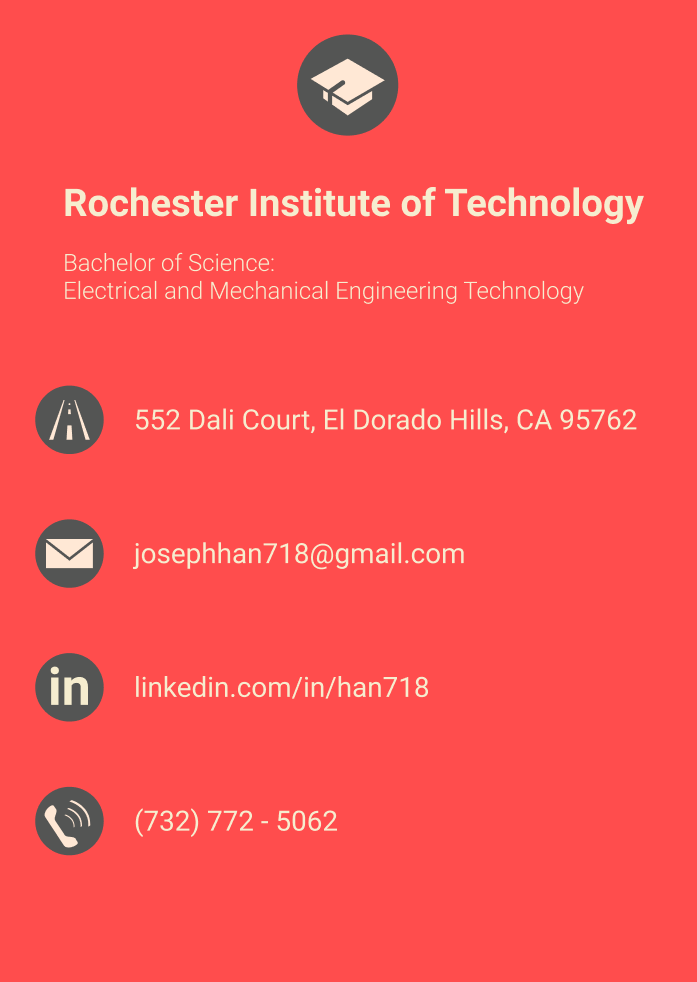 Rochester Institute of Technology
Bachelor of Science:
Electrical and Mechanical Engineering Technology
552 Dali Court, El Dorado Hills, CA 95762
josephhan718@gmail.com
in
linkedin.com/in/han718
(732) 772 - 5062